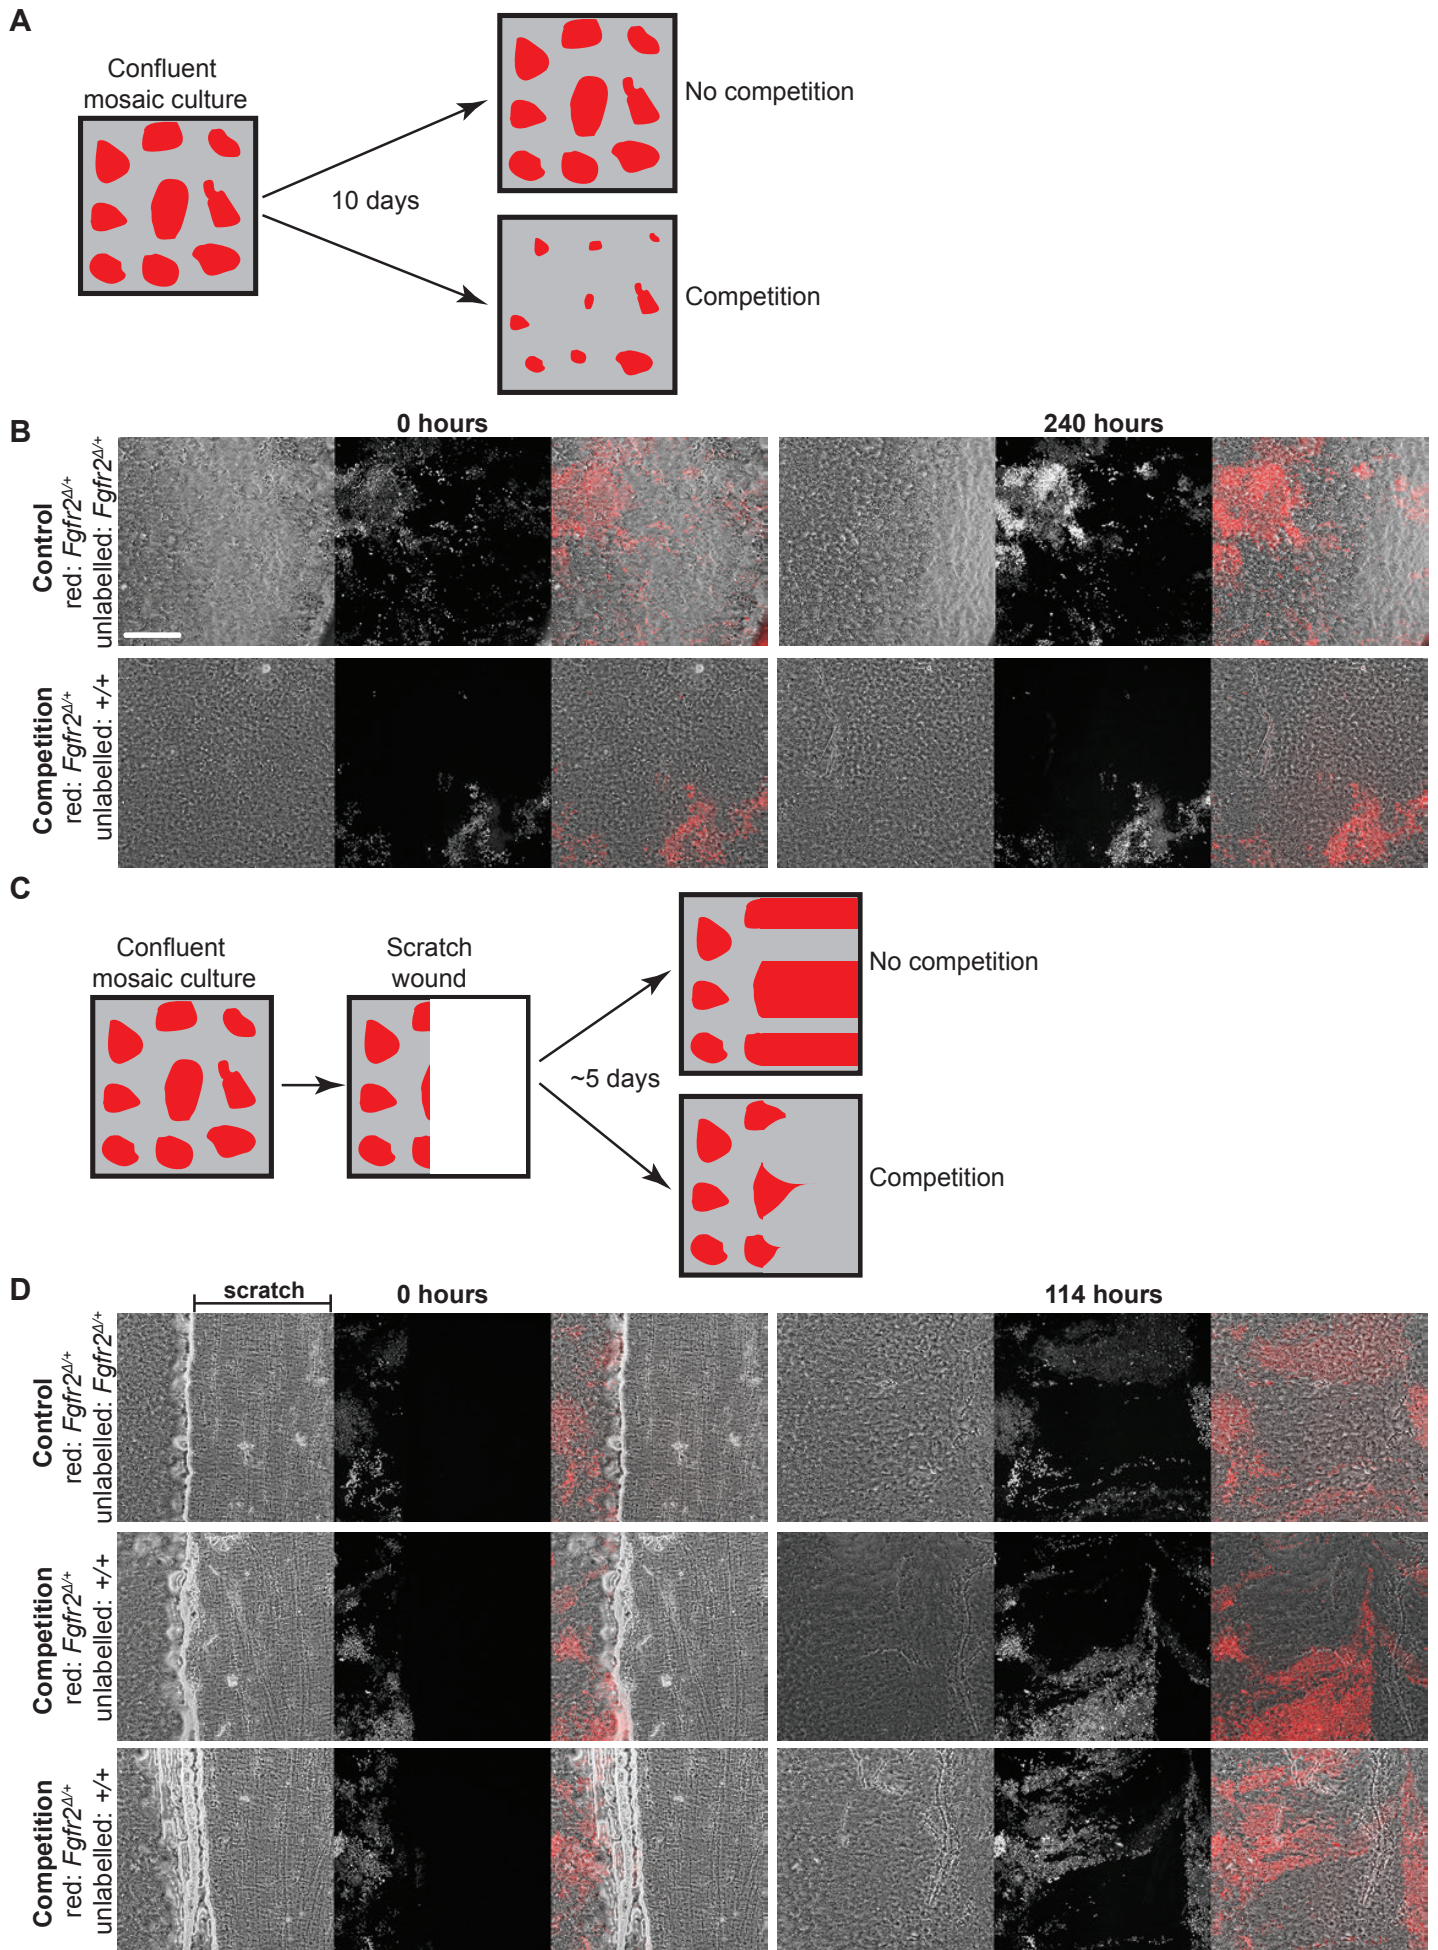 A
Confluent
mosaic culture
10 days
No competition
Competition
B
0 hours
240 hours
Control
red: Fgfr2Δ/+
unlabelled: Fgfr2Δ/+
Competition
red: Fgfr2Δ/+
unlabelled: +/+
C
Confluent
mosaic culture
Scratch
wound
~5 days
No competition
Competition
D
scratch
0 hours
114 hours
Control
red: Fgfr2Δ/+
unlabelled: Fgfr2Δ/+
Competition
red: Fgfr2Δ/+
unlabelled: +/+
Competition
red: Fgfr2Δ/+
unlabelled: +/+